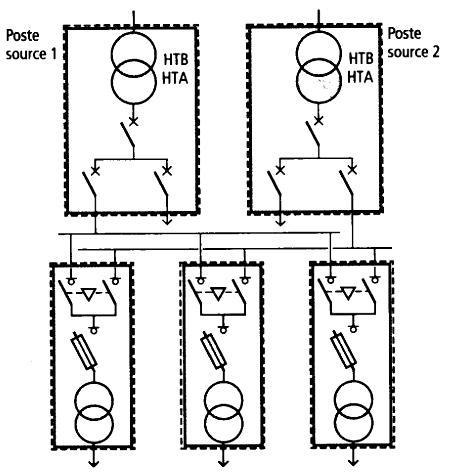 Poste
source 1
HTB
HTA
HTB
HTA
Poste
source 2